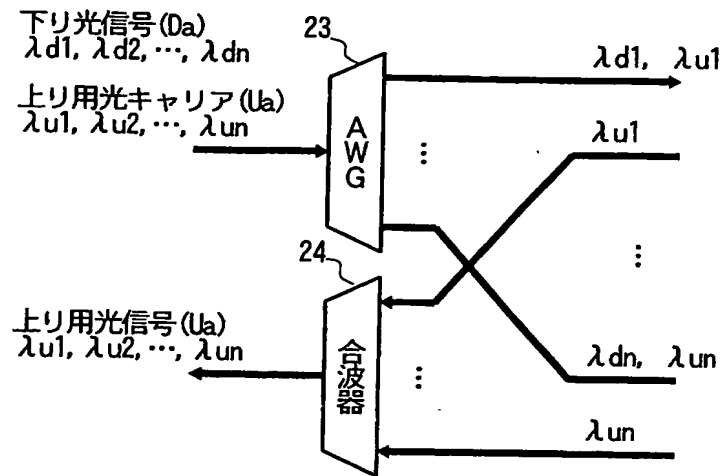 下り光信号(Da)
λd1, λd2, ⋯, λdn
上り用光キャリア(Ua)
λu1, λu2, ⋯, λun
23
AWG
λd1, λu1
⋮
λu1
⋮
24
上り用光信号(Ua)
λu1, λu2, ⋯, λun
合波器
⋮
λdn, λun
λun